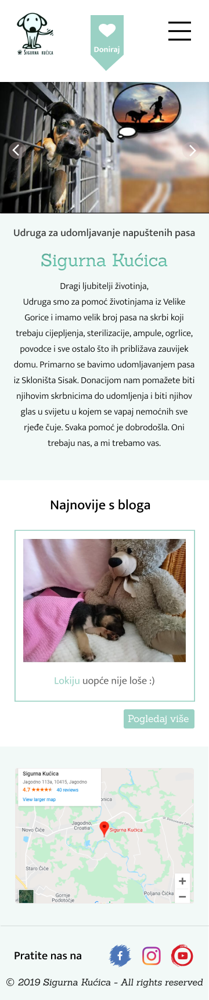 Sigurna kućica
Doniraj
Udruga za udomljavanje napuštenih pasa
Sigurna Kućica
Dragi ljubitelji životinja,
Udruga smo za pomoć životinjama iz Velike
Gorice i imamo velik broj pasa na skrbi koji
trebaju cijepljenja, sterilizacije, ampule, ogrlice,
povodce i sve ostalo što ih približava zauvijek
domu. Primarno se bavimo udomljavanjem pasa
iz Skloništa Sisak. Donacijom nam pomažete biti
njihovim skrbnicima do udomljenja i biti njihov
glas u svijetu u kojem se vapaj nemoćnih sve
rjeđe čuje. Svaka pomoć je dobrodošla. Oni
trebaju nas, a mi trebamo vas.
Najnovije s bloga
Lokiju uopće nije loše :)
Pogledaj više
Sigurna Kućica
Jagodno 113a, 10415, Jagodno
4.7 40 reviews
View larger map
onica
Jagodno,
Croatia
Novo Čiče
Sigurna Kućica
Staro Čiče
Gornje
Podotočje
Poljana Čička
Pratite nas na
© 2019 Sigurna Kućica - All rights reserved